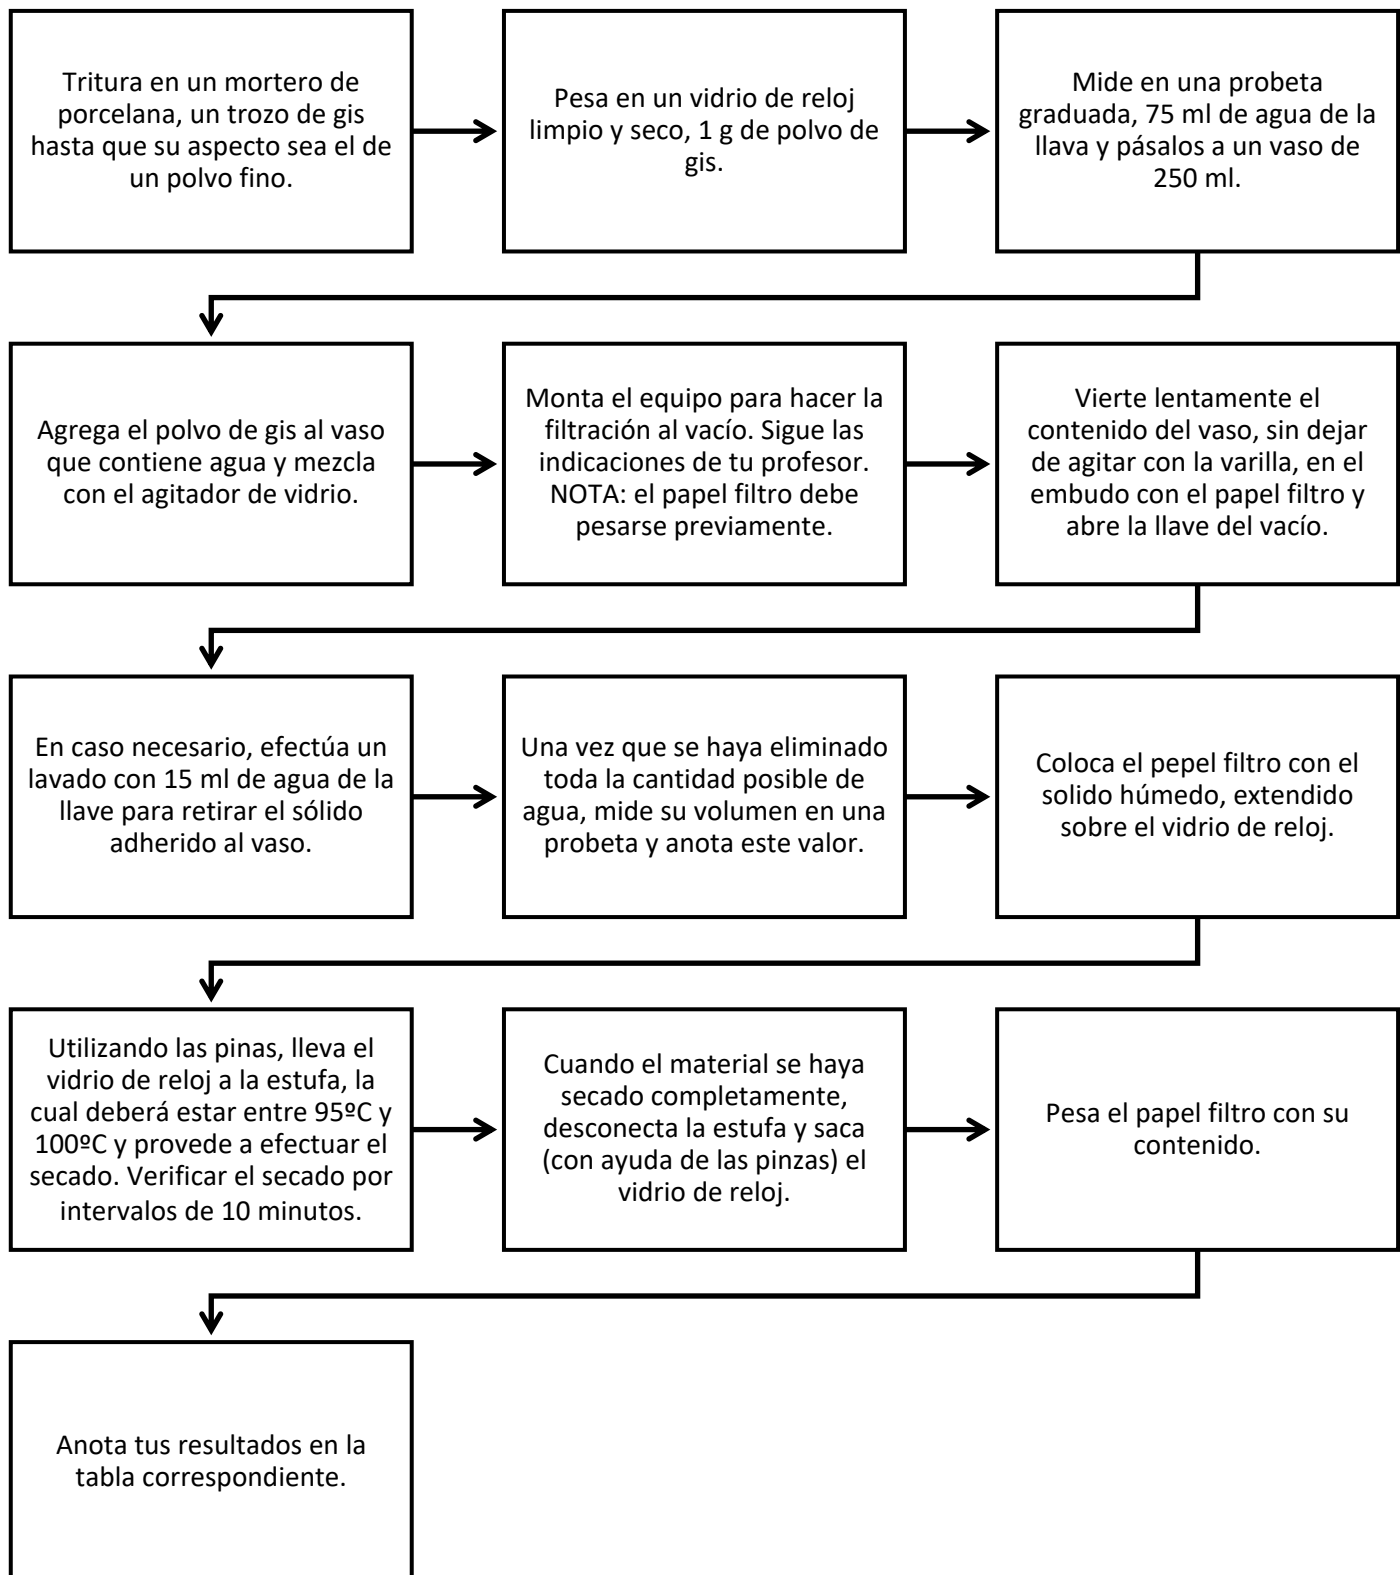 Tritura en un mortero de
porcelana, un trozo de gis
hasta que su aspecto sea el de
un polvo fino.
Pesa en un vidrio de reloj
limpio y seco, 1 g de polvo de
gis.
Mide en una probeta
graduada, 75 ml de agua de la
llava y pásalos a un vaso de
250 ml.
Agrega el polvo de gis al vaso
que contiene agua y mezcla
con el agitador de vidrio.
Monta el equipo para hacer la
filtración al vacío. Sigue las
indicaciones de tu profesor.
NOTA: el papel filtro debe
pesarse previamente.
Vierte lentamente el
contenido del vaso, sin dejar
de agitar con la varilla, en el
embudo con el papel filtro y
abre la llave del vacío.
En caso necesario, efectúa un
lavado con 15 ml de agua de la
llave para retirar el sólido
adherido al vaso.
Una vez que se haya eliminado
toda la cantidad posible de
agua, mide su volumen en una
probeta y anota este valor.
Coloca el pepel filtro con el
solido húmedo, extendido
sobre el vidrio de reloj.
Utilizando las pinas, lleva el
vidrio de reloj a la estufa, la
cual deberá estar entre 95ºC y
100ºC y provede a efectuar el
secado. Verificar el secado por
intervalos de 10 minutos.
Cuando el material se haya
secado completamente,
desconecta la estufa y saca
(con ayuda de las pinzas) el
vidrio de reloj.
Pesa el papel filtro con su
contenido.
Anota tus resultados en la
tabla correspondiente.